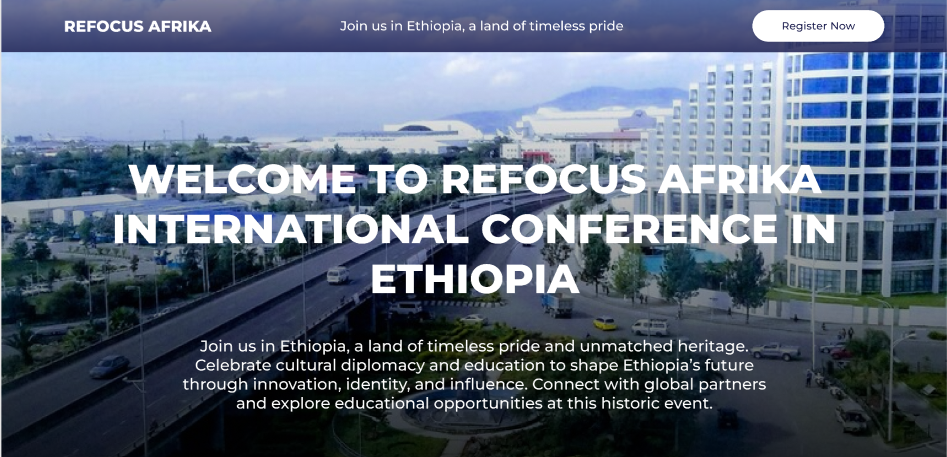 REFOCUS AFRIKA
Join us in Ethiopia, a land of timeless pride
Register Now
WELCOME TO REFOCUS AFRIKA
INTERNATIONAL CONFERENCE IN
ETHIOPIA
Join us in Ethiopia, a land of timeless pride and unmatched heritage.
Celebrate cultural diplomacy and education to shape Ethiopia’s future
through innovation, identity, and influence. Connect with global partners
and explore educational opportunities at this historic event.